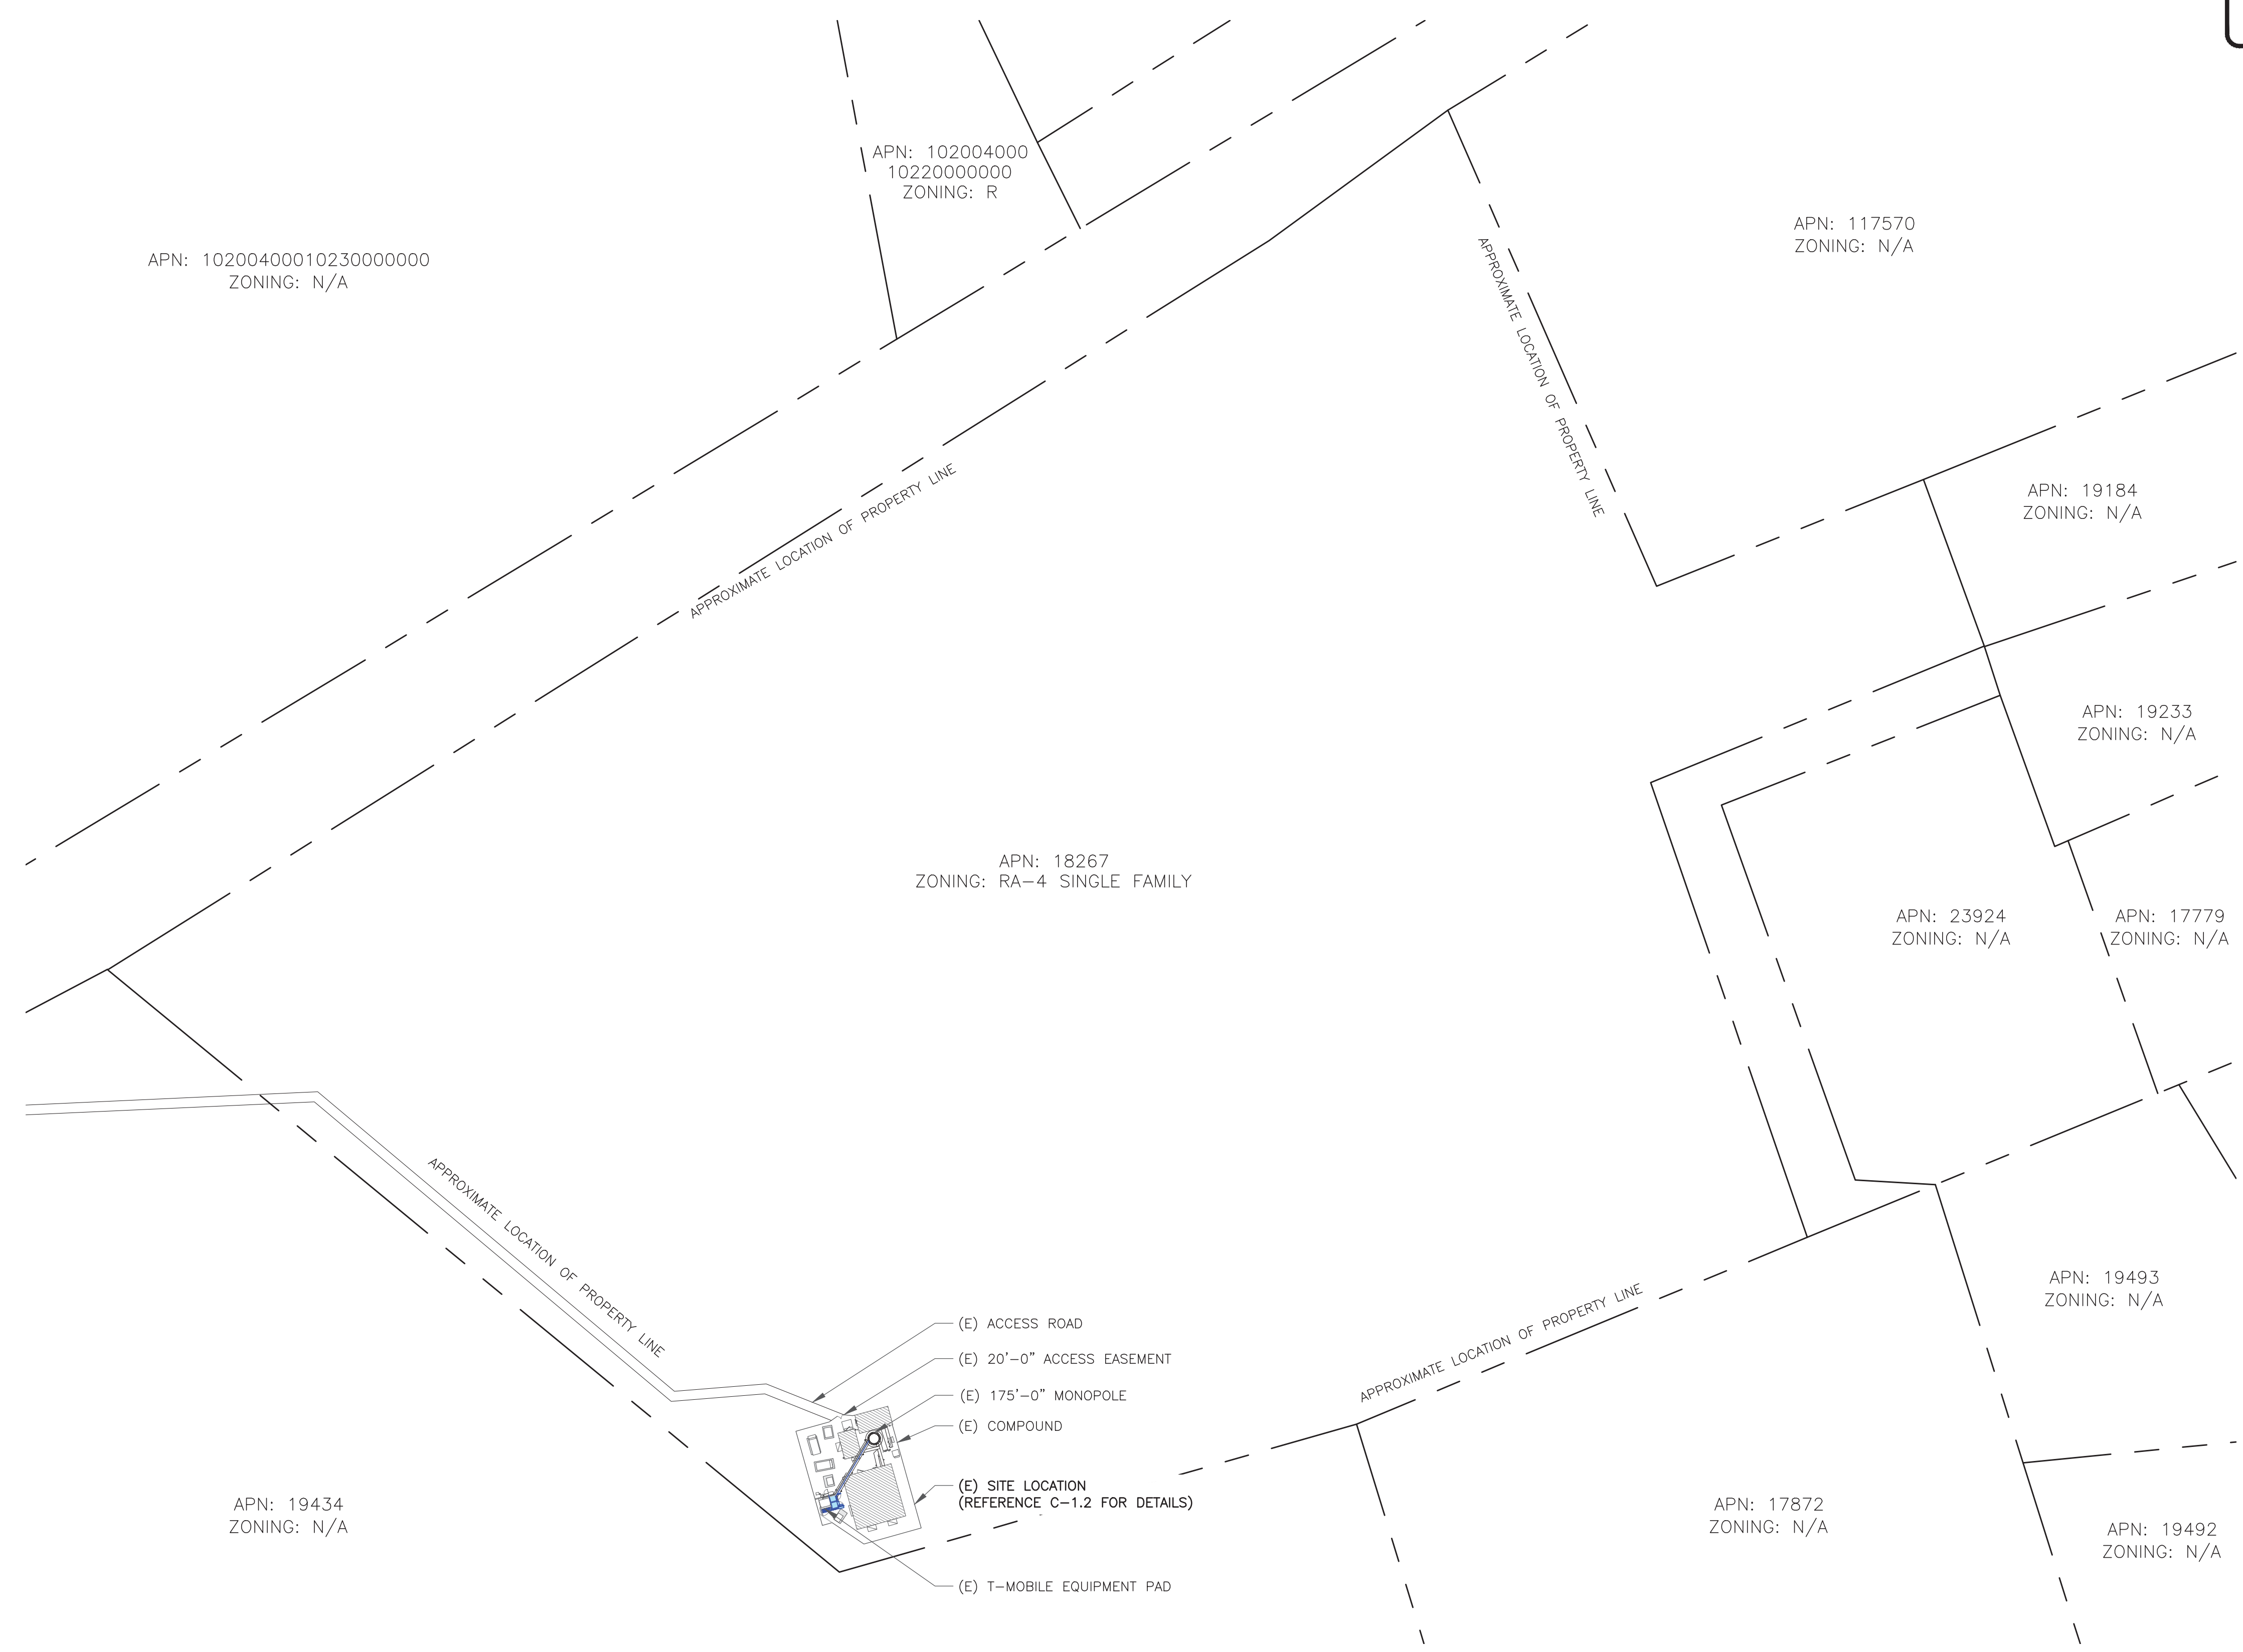 APN: 102004000
10220000000
ZONING: R
APN: 10200400010230000000
ZONING: N/A
APN: 117570
ZONING: N/A
APPROXIMATE LOCATION OF PROPERTY LINE
APPROXIMATE LOCATION OF PROPERTY LINE
APN: 19184
ZONING: N/A
APN: 19233
ZONING: N/A
APN: 18267
ZONING: RA-4 SINGLE FAMILY
APN: 23924
ZONING: N/A
APN: 17779
ZONING: N/A
APPROXIMATE LOCATION OF PROPERTY LINE
APPROXIMATE LOCATION OF PROPERTY LINE
APN: 19493
ZONING: N/A
(E) ACCESS ROAD
(E) 20'-0" ACCESS EASEMENT
(E) 175'-0" MONOPOLE
(E) COMPOUND
(E) SITE LOCATION
(REFERENCE C-1.2 FOR DETAILS)
(E) T-MOBILE EQUIPMENT PAD
APN: 19434
ZONING: N/A
APN: 17872
ZONING: N/A
APN: 19492
ZONING: N/A